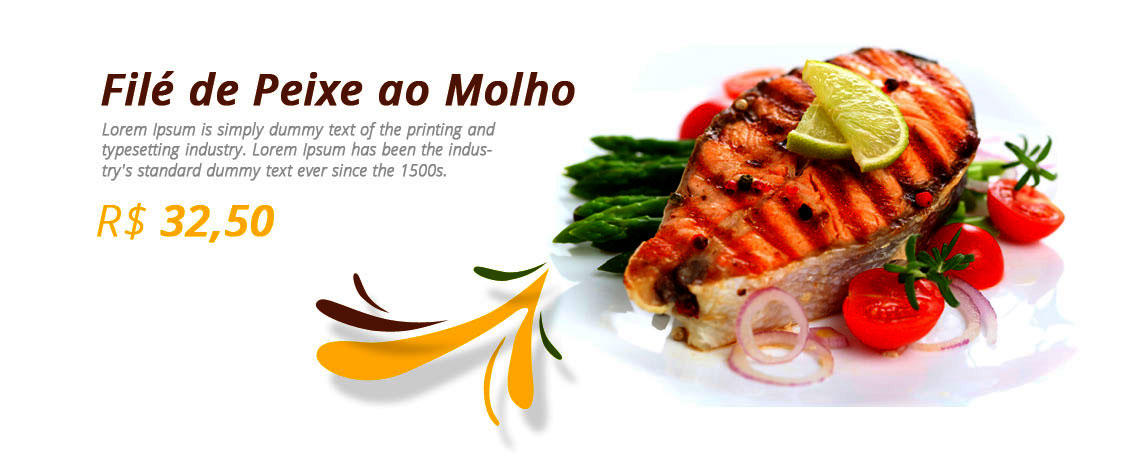 Filé de Peixe ao Molho
Lorem Ipsum is simply dummy text of the printing and
typesetting industry. Lorem Ipsum has been the indus-
try's standard dummy text ever since the 1500s.
R$ 32,50